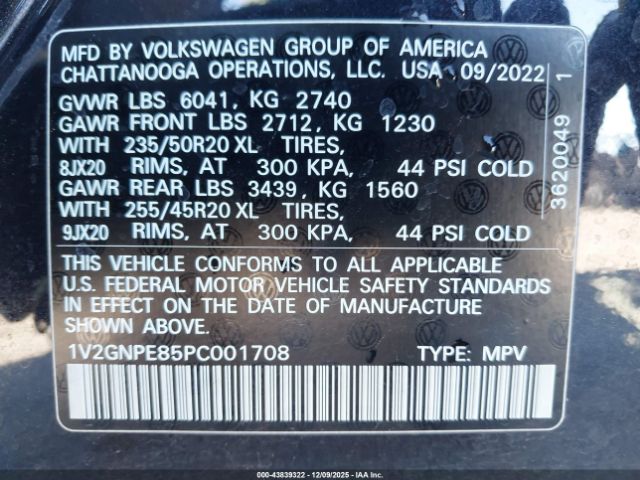 MFD BY VOLKSWAGEN GROUP OF AMERICA
CHATTANOOGA OPERATIONS, LLC. USA 09/2022
GVWR LBS 6041, KG 2740
GAWR FRONT LBS 2712, KG 1230
WITH 235/50R20 XL TIRES,
8JX20 RIMS, AT 300 KPA, 44 PSI COLD
GAWR REAR LBS 3439, KG 1560
WITH 255/45R20 XL TIRES,
9JX20 RIMS, AT 300 KPA, 44 PSI COLD
3620049 1
THIS VEHICLE CONFORMS TO ALL APPLICABLE
U.S. FEDERAL MOTOR VEHICLE SAFETY STANDARDS
IN EFFECT ON THE DATE OF MANUFACTURE
SHOWN ABOVE
1V2GNPE85PC001708 TYPE: MPV
000-43839322 - 12/09/2025 - IAAI.COM